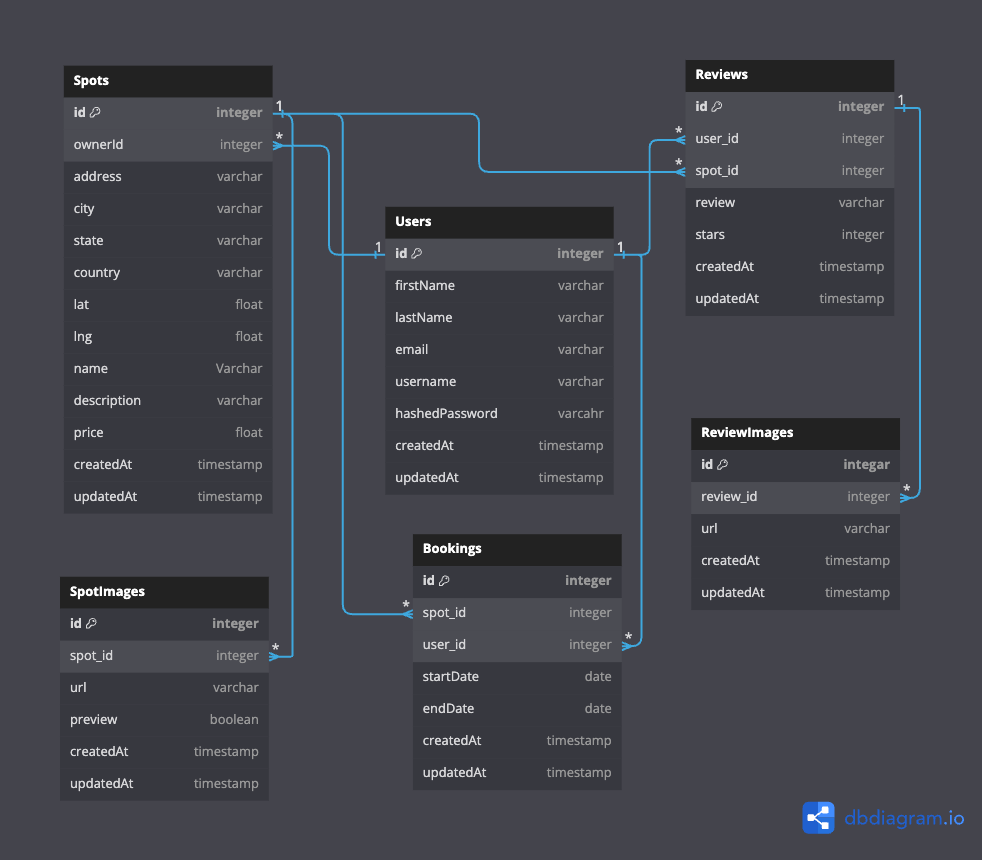 Spots
id integer
ownerId integer
address varchar
city varchar
state varchar
country varchar
lat float
lng float
name Varchar
description varchar
price float
createdAt timestamp
updatedAt timestamp
1
*
Users
1
1
id integer
firstName varchar
lastName varchar
email varchar
username varchar
hashedPassword varcahr
createdAt timestamp
updatedAt timestamp
Reviews
id integer
user_id integer
spot_id integer
review varchar
stars integer
createdAt timestamp
updatedAt timestamp
1
*
*
ReviewImages
id integar
review_id integer
url varchar
createdAt timestamp
updatedAt timestamp
*
SpotImages
id integer
spot_id integer
url varchar
preview boolean
createdAt timestamp
updatedAt timestamp
*
Bookings
id integer
spot_id integer
user_id integer
startDate date
endDate date
createdAt timestamp
updatedAt timestamp
*
*
dbdiagram.io